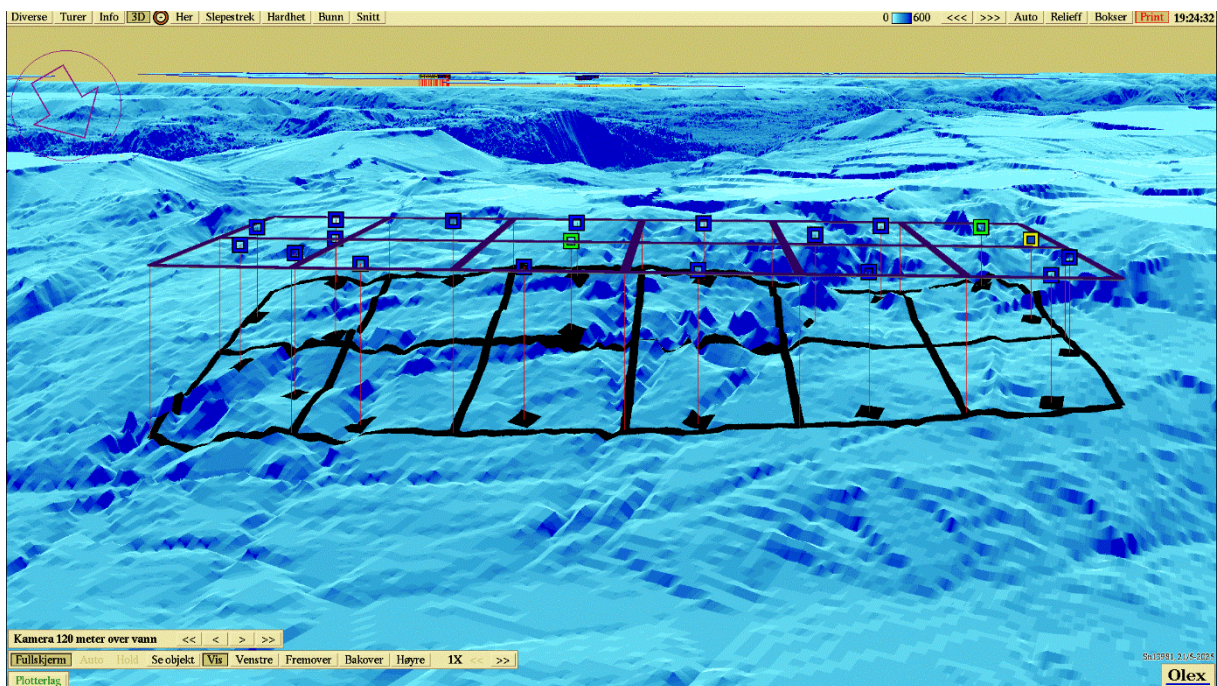 Diverse Turer Info 3D Her Slepestrek Hardhet Bunn Snitt 0 600 <<< >>> Auto Relieff Bokser Print 19:24:32
Kamera 120 meter over vann << < > >>
Fullskjerm Auto Hold Se objekt Vis Venstre Fremover Bakover Høyre 1X << >>
Plotterlag
Olex